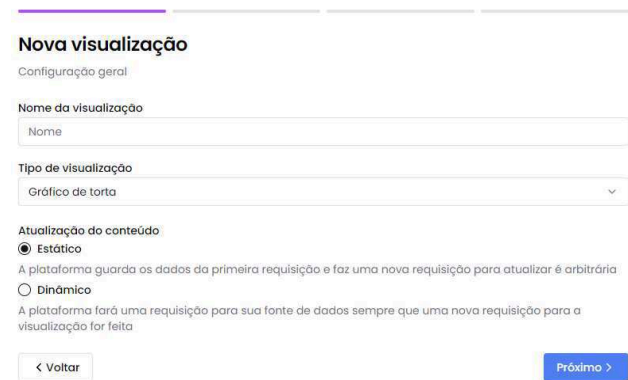 Nova visualização
Configuração geral
Nome da visualização
Nome
Tipo de visualização
Gráfico de torta
Atualização do conteúdo
Estático
A plataforma guarda os dados da primeira requisição e faz uma nova requisição para atualizar é arbitrária
Dinâmico
A plataforma fará uma requisição para sua fonte de dados sempre que uma nova requisição para a
visualização for feita
Voltar
Próximo